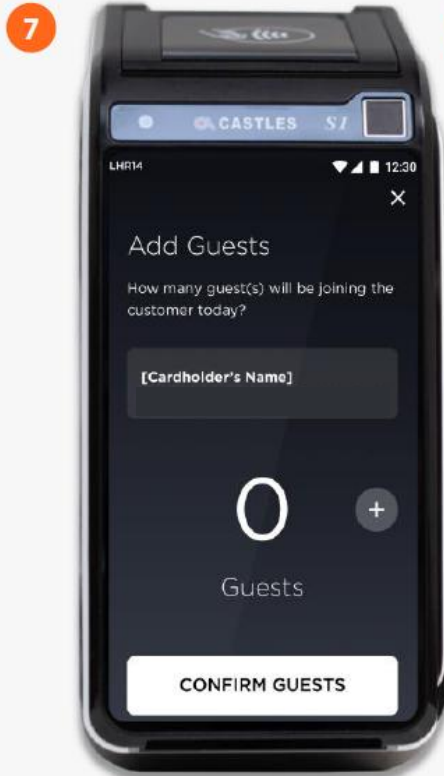 7
CASTLES S1
LHR14 12:30
Add Guests
How many guest(s) will be joining the
customer today?
[Cardholder's Name]
0
+
Guests
CONFIRM GUESTS